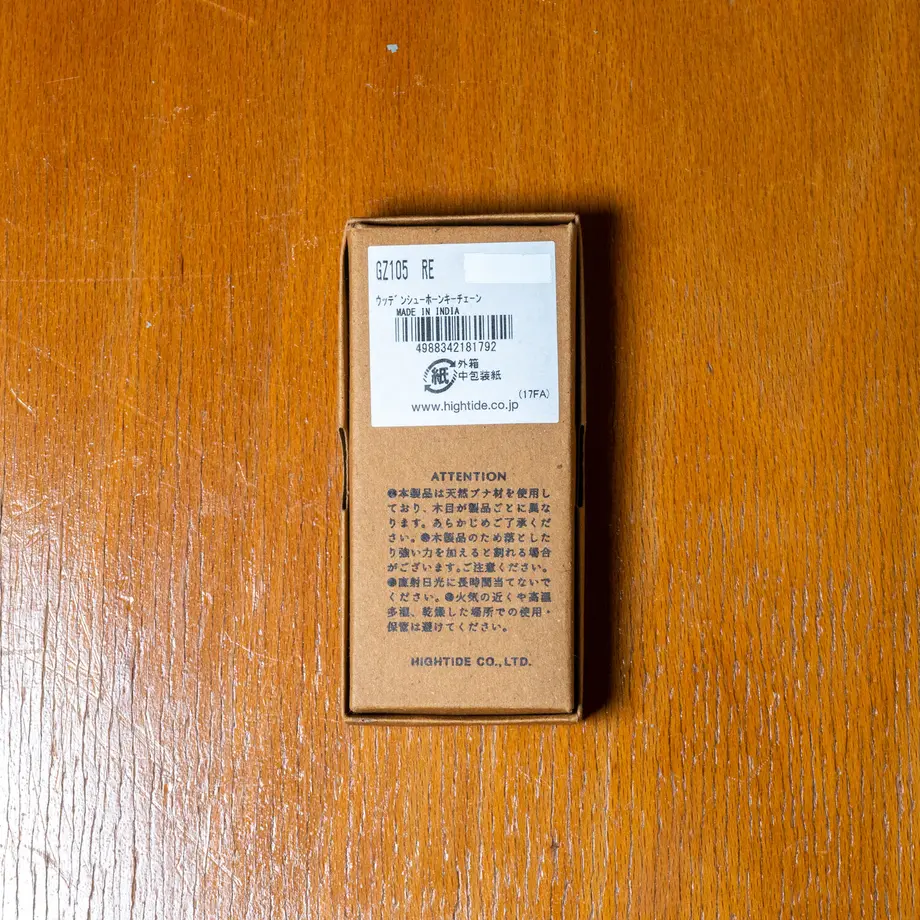 GZ105 RE
ウッデンシューホーンキーチェーン
MADE IN INDIA
4988342181792
紙 外箱
中包装紙
(17FA)
www.hightide.co.jp
ATTENTION
●本製品は天然ブナ材を使用し
ており、木目が製品ごとに異な
ります。あらかじめご了承くだ
さい。●木製品のため落とした
り強い力を加えると割れる場合
がございます。ご注意ください。
●直射日光に長時間当てないで
ください。●火気の近くや高温
多湿、乾燥した場所での使用・
保管は避けてください。
HIGHTIDE CO.,LTD.